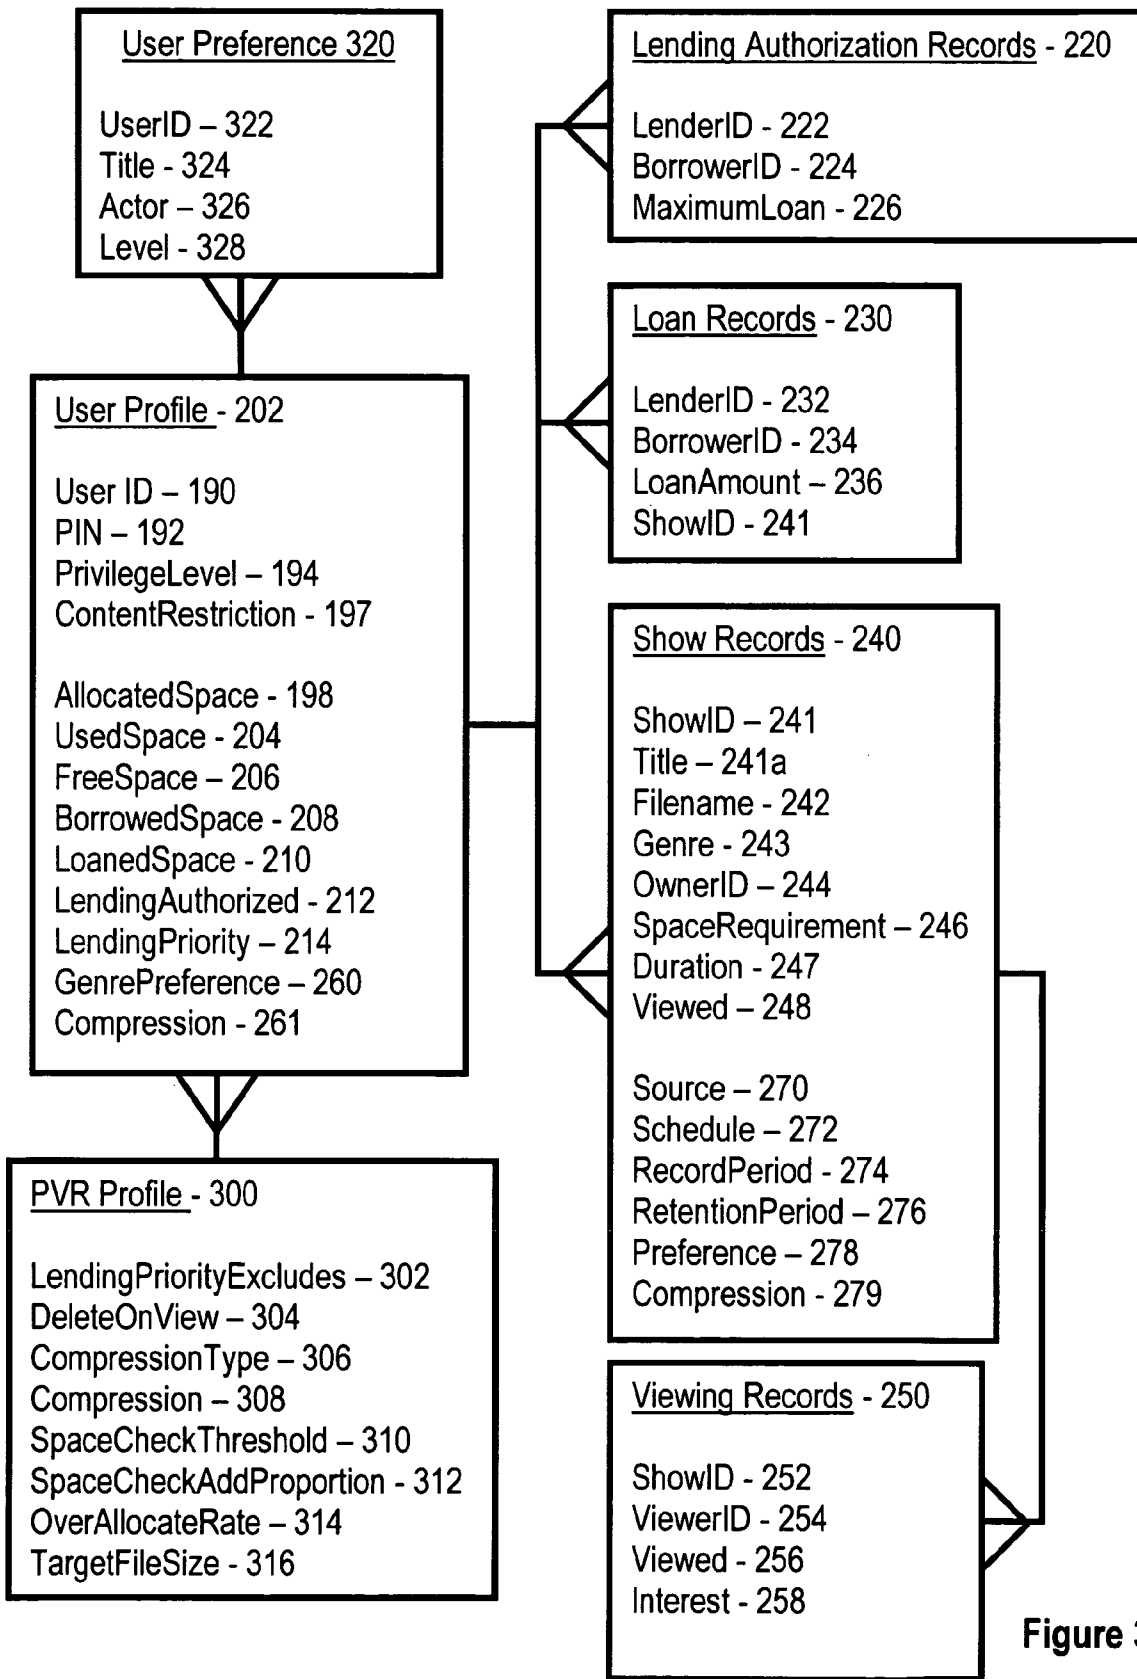 User Preference 320
UserID – 322
Title - 324
Actor – 326
Level - 328
User Profile - 202
User ID – 190
PIN – 192
PrivilegeLevel – 194
ContentRestriction - 197
AllocatedSpace - 198
UsedSpace - 204
FreeSpace – 206
BorrowedSpace - 208
LoanedSpace - 210
LendingAuthorized - 212
LendingPriority – 214
GenrePreference – 260
Compression - 261
PVR Profile - 300
LendingPriorityExcludes – 302
DeleteOnView – 304
CompressionType – 306
Compression – 308
SpaceCheckThreshold – 310
SpaceCheckAddProportion - 312
OverAllocateRate – 314
TargetFileSize - 316
Lending Authorization Records - 220
LenderID - 222
BorrowerID - 224
MaximumLoan - 226
Loan Records - 230
LenderID - 232
BorrowerID - 234
LoanAmount – 236
ShowID - 241
Show Records - 240
ShowID – 241
Title – 241a
Filename - 242
Genre - 243
OwnerID – 244
SpaceRequirement – 246
Duration - 247
Viewed – 248
Source – 270
Schedule – 272
RecordPeriod - 274
RetentionPeriod – 276
Preference – 278
Compression - 279
Viewing Records - 250
ShowID - 252
ViewerID - 254
Viewed - 256
Interest - 258
Figure 3